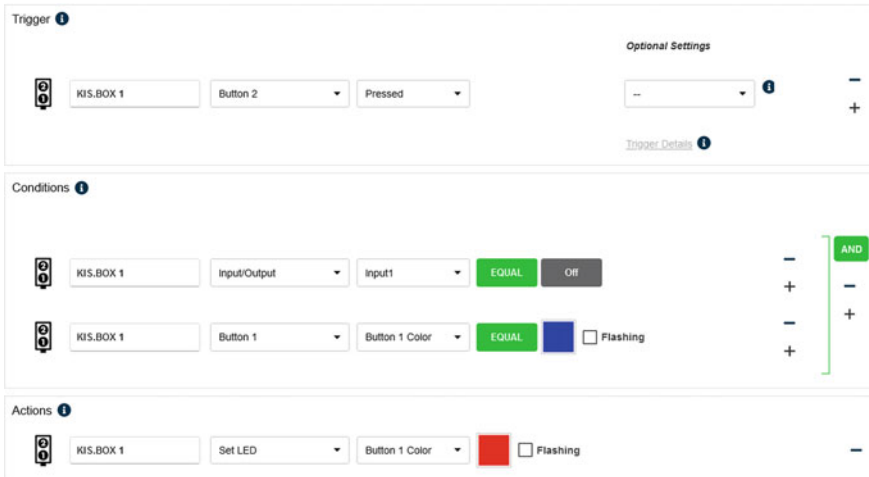 Trigger
Optional Settings
KIS.BOX 1 Button 2 Pressed --
Trigger Details
Conditions
AND
KIS.BOX 1 Input/Output Input1 EQUAL Off
KIS.BOX 1 Button 1 Button 1 Color EQUAL Flashing
Actions
KIS.BOX 1 Set LED Button 1 Color Flashing